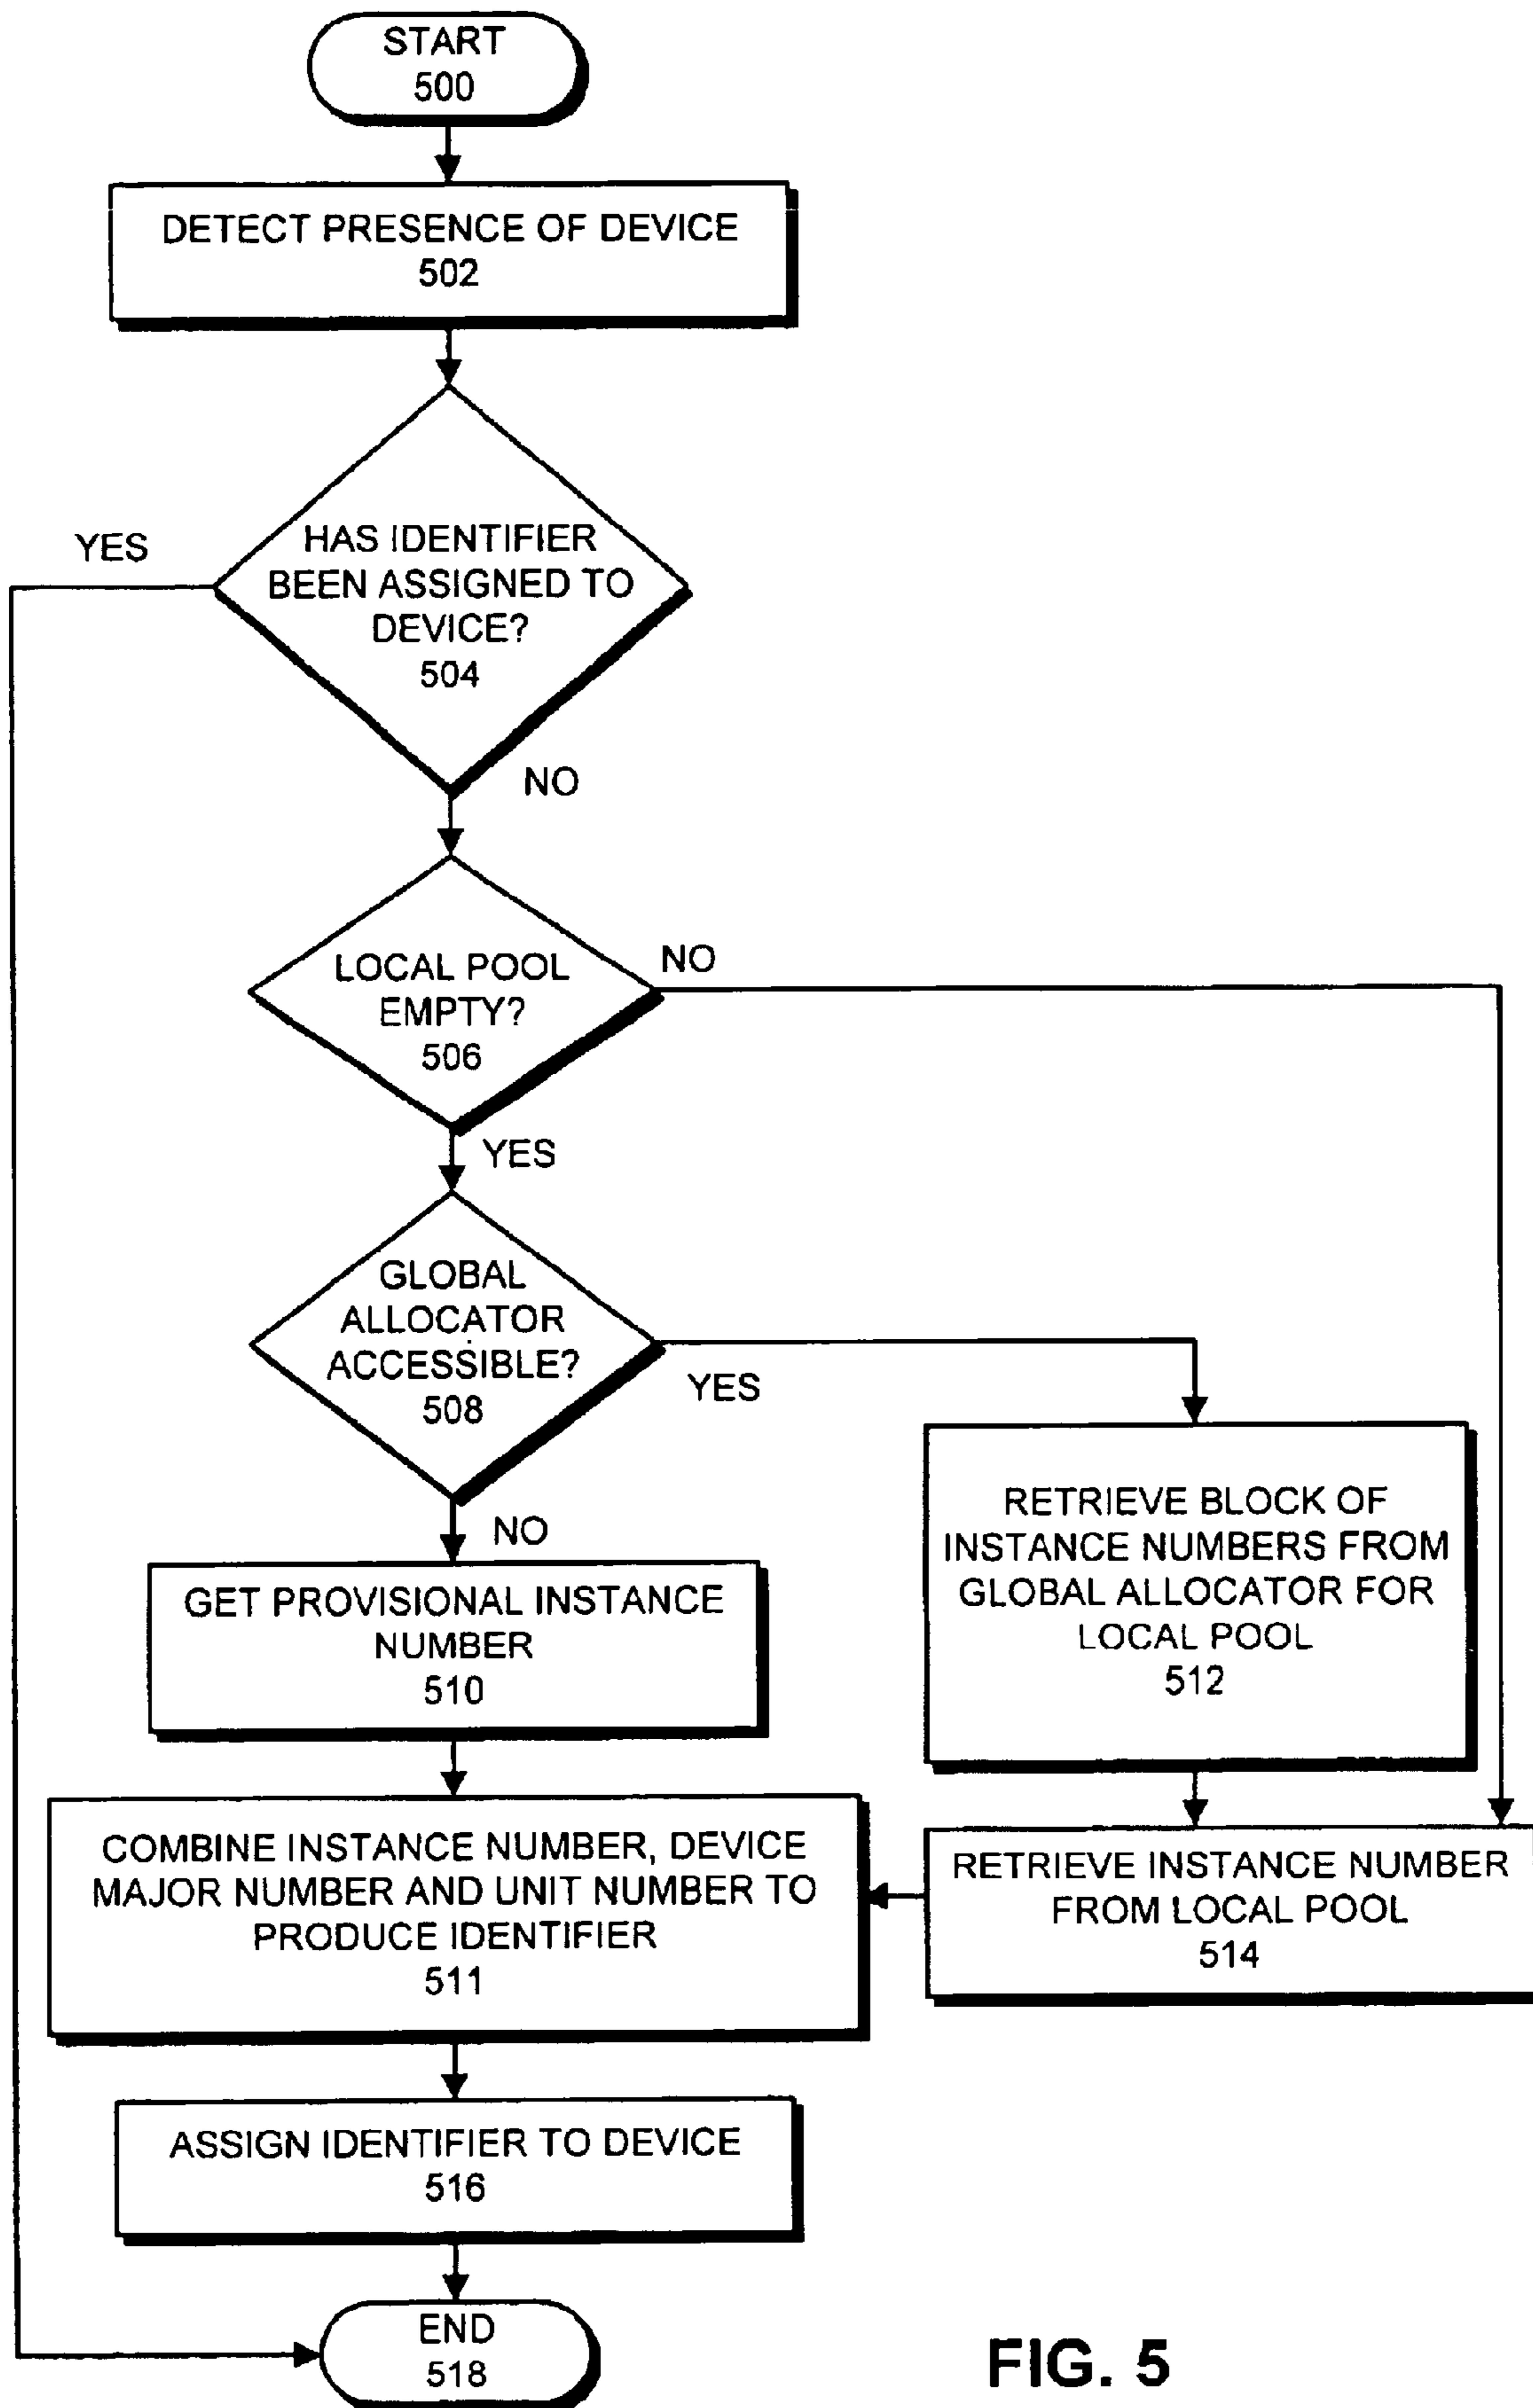 START
500
DETECT PRESENCE OF DEVICE
502
YES
HAS IDENTIFIER
BEEN ASSIGNED TO
DEVICE?
504
NO
LOCAL POOL
EMPTY?
506
NO
YES
GLOBAL
ALLOCATOR
ACCESSIBLE?
508
YES
NO
RETRIEVE BLOCK OF
INSTANCE NUMBERS FROM
GLOBAL ALLOCATOR FOR
LOCAL POOL
512
GET PROVISIONAL INSTANCE
NUMBER
510
COMBINE INSTANCE NUMBER, DEVICE
MAJOR NUMBER AND UNIT NUMBER TO
PRODUCE IDENTIFIER
511
RETRIEVE INSTANCE NUMBER
FROM LOCAL POOL
514
ASSIGN IDENTIFIER TO DEVICE
516
END
518
FIG. 5